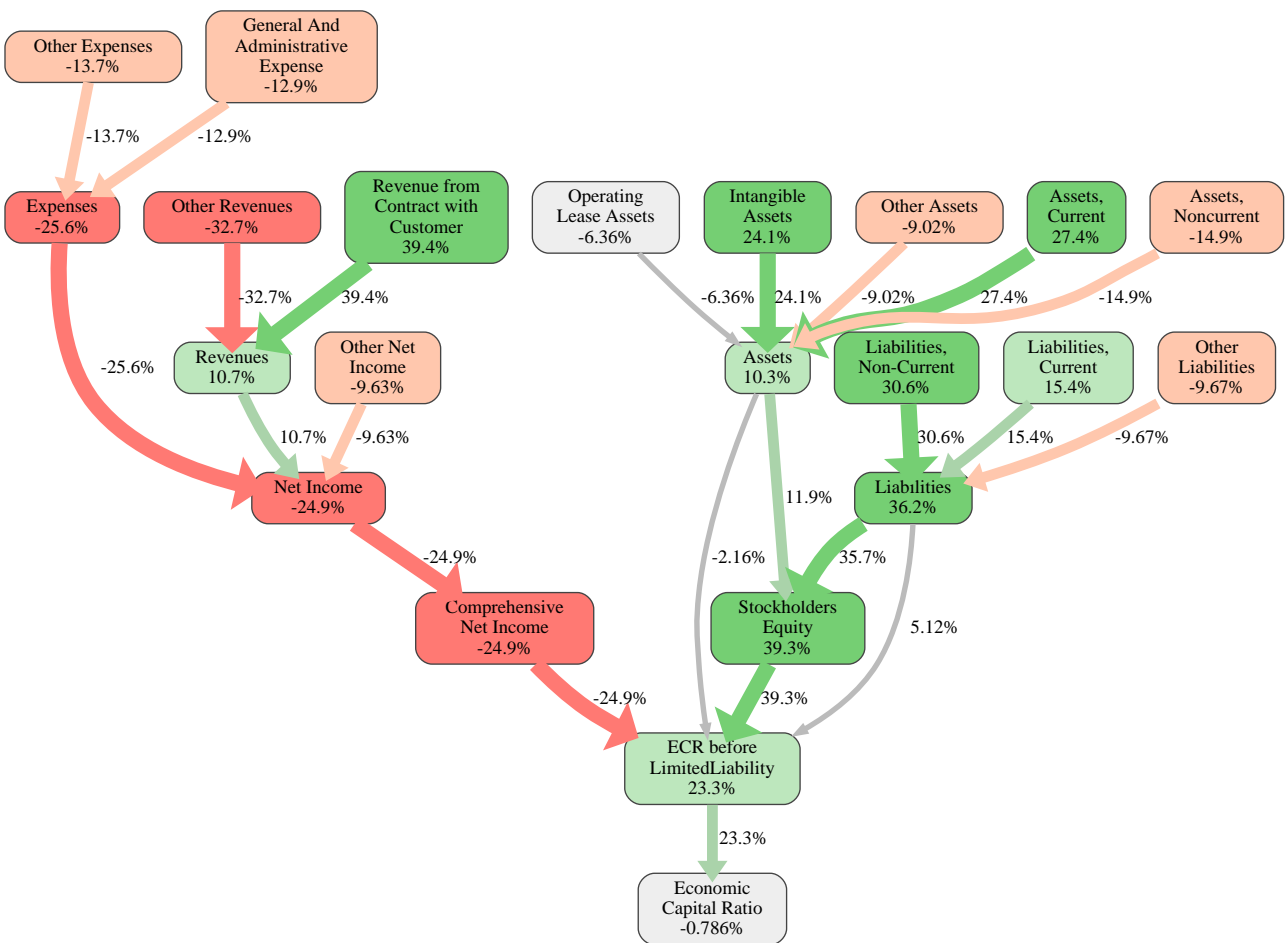 Other Expenses
-13.7%
General And
Administrative
Expense
-12.9%
-13.7%
-12.9%
Expenses
-25.6%
Other Revenues
-32.7%
Revenue from
Contract with
Customer
39.4%
Operating
Lease Assets
-6.36%
Intangible
Assets
24.1%
Other Assets
-9.02%
Assets,
Current
27.4%
Assets,
Noncurrent
-14.9%
-32.7%
39.4%
-6.36%
24.1%
-9.02%
27.4%
-14.9%
-25.6%
Revenues
10.7%
Other Net
Income
-9.63%
Assets
10.3%
Liabilities,
Non-Current
30.6%
Liabilities,
Current
15.4%
Other
Liabilities
-9.67%
10.7%
-9.63%
30.6%
15.4%
-9.67%
Net Income
-24.9%
11.9%
Liabilities
36.2%
-24.9%
-2.16%
35.7%
Comprehensive
Net Income
-24.9%
Stockholders
Equity
39.3%
5.12%
-24.9%
39.3%
ECR before
LimitedLiability
23.3%
23.3%
Economic
Capital Ratio
-0.786%